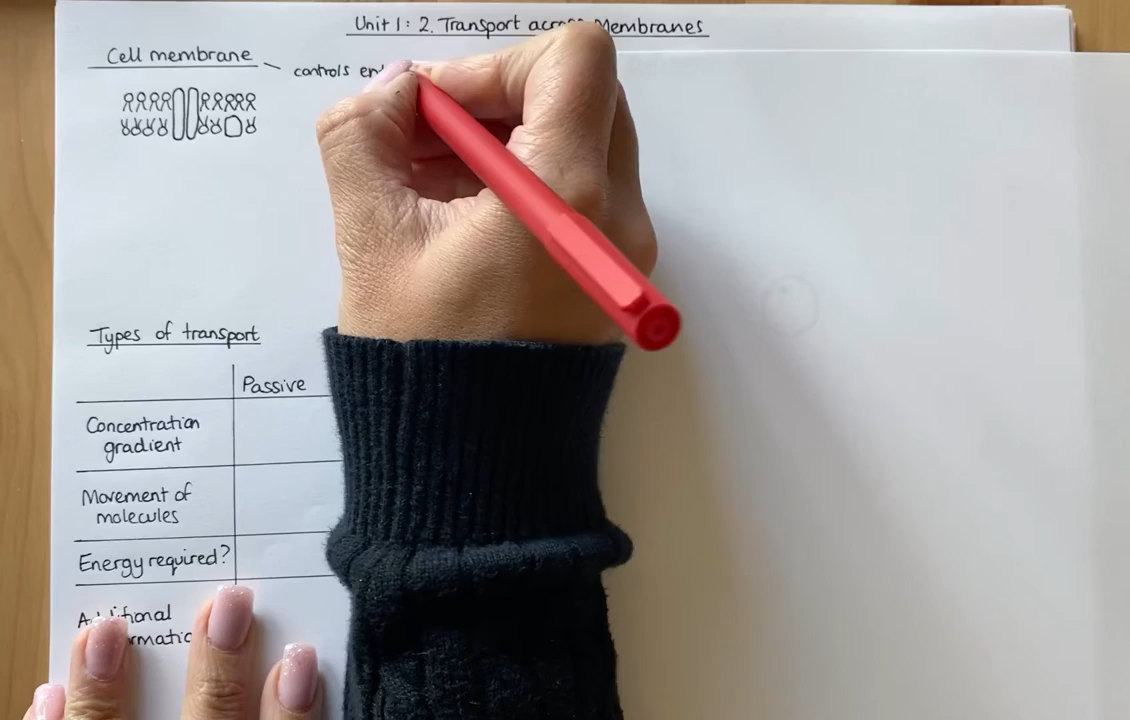 Unit 1: 2. Transport across Membranes
Cell membrane
controls
Types of transport
Passive
Concentration
gradient
Movement of
molecules
Energy required?